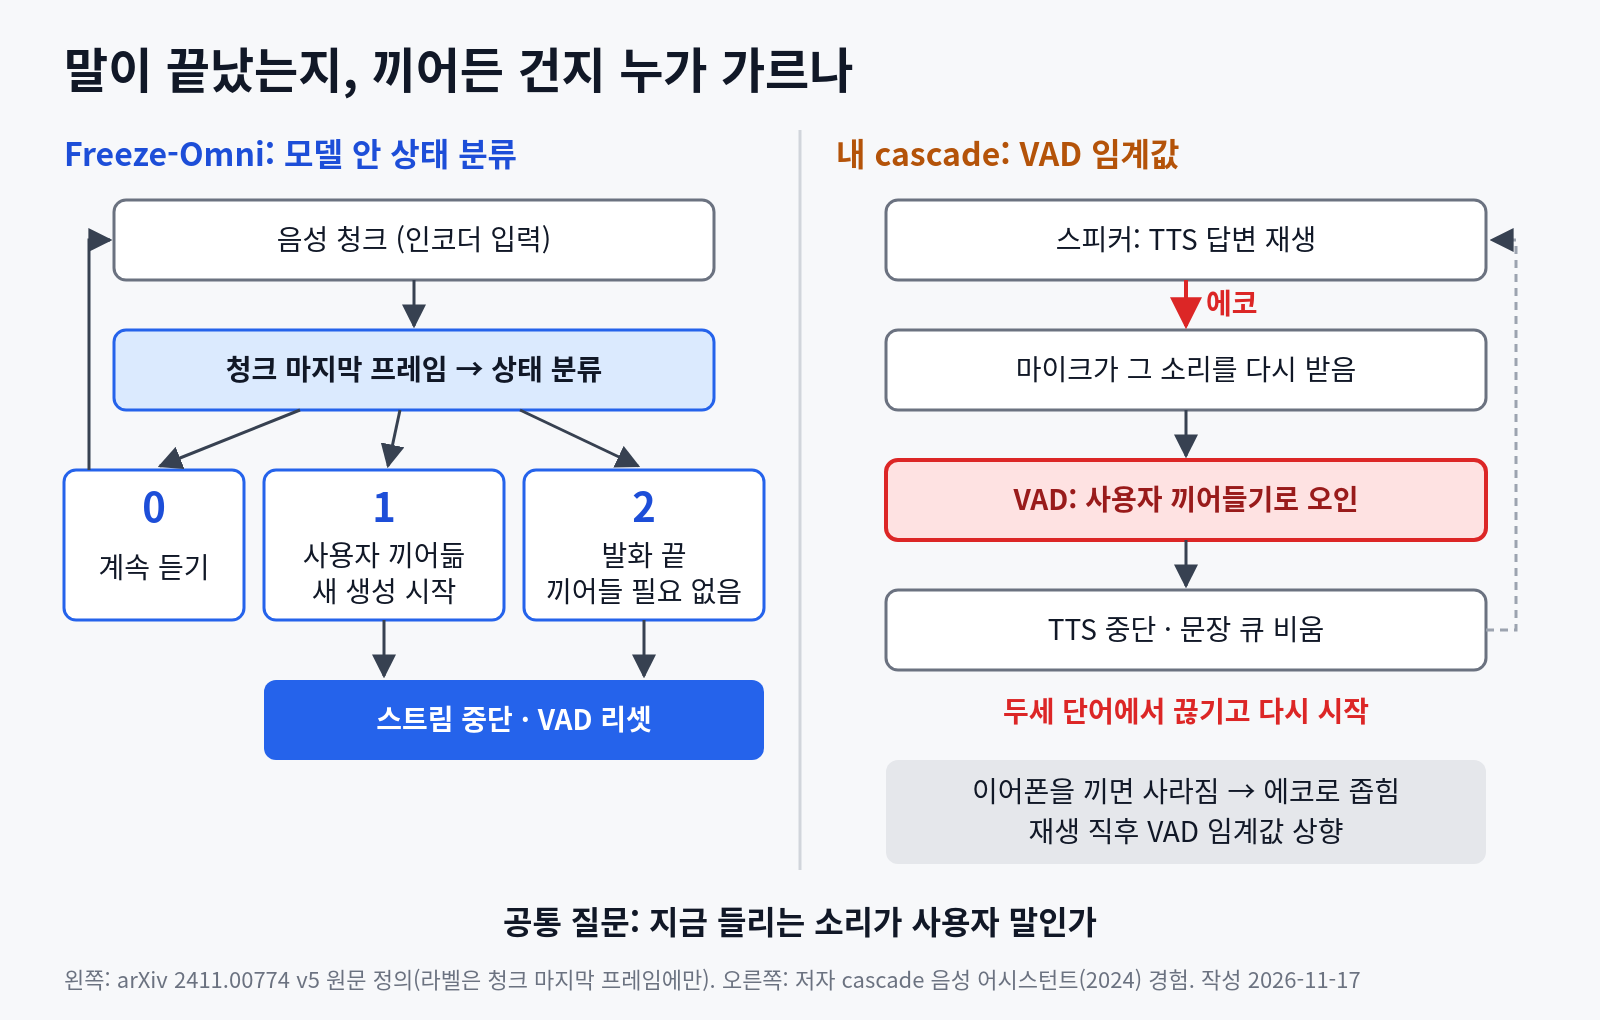 말이 끝났는지, 끼어든 건지 누가 가르나
Freeze-Omni: 모델 안 상태 분류
음성 청크 (인코더 입력)
청크 마지막 프레임 → 상태 분류
0
계속 듣기
1
사용자 끼어듦
새 생성 시작
2
발화 끝
끼어들 필요 없음
스트림 중단 · VAD 리셋
내 cascade: VAD 임계값
스피커: TTS 답변 재생
에코
마이크가 그 소리를 다시 받음
VAD: 사용자 끼어들기로 오인
TTS 중단 · 문장 큐 비움
두세 단어에서 끊기고 다시 시작
이어폰을 끼면 사라짐 → 에코로 좁힘
재생 직후 VAD 임계값 상향
공통 질문: 지금 들리는 소리가 사용자 말인가
왼쪽: arXiv 2411.00774 v5 원문 정의(라벨은 청크 마지막 프레임에만). 오른쪽: 저자 cascade 음성 어시스턴트(2024) 경험. 작성 2026-11-17